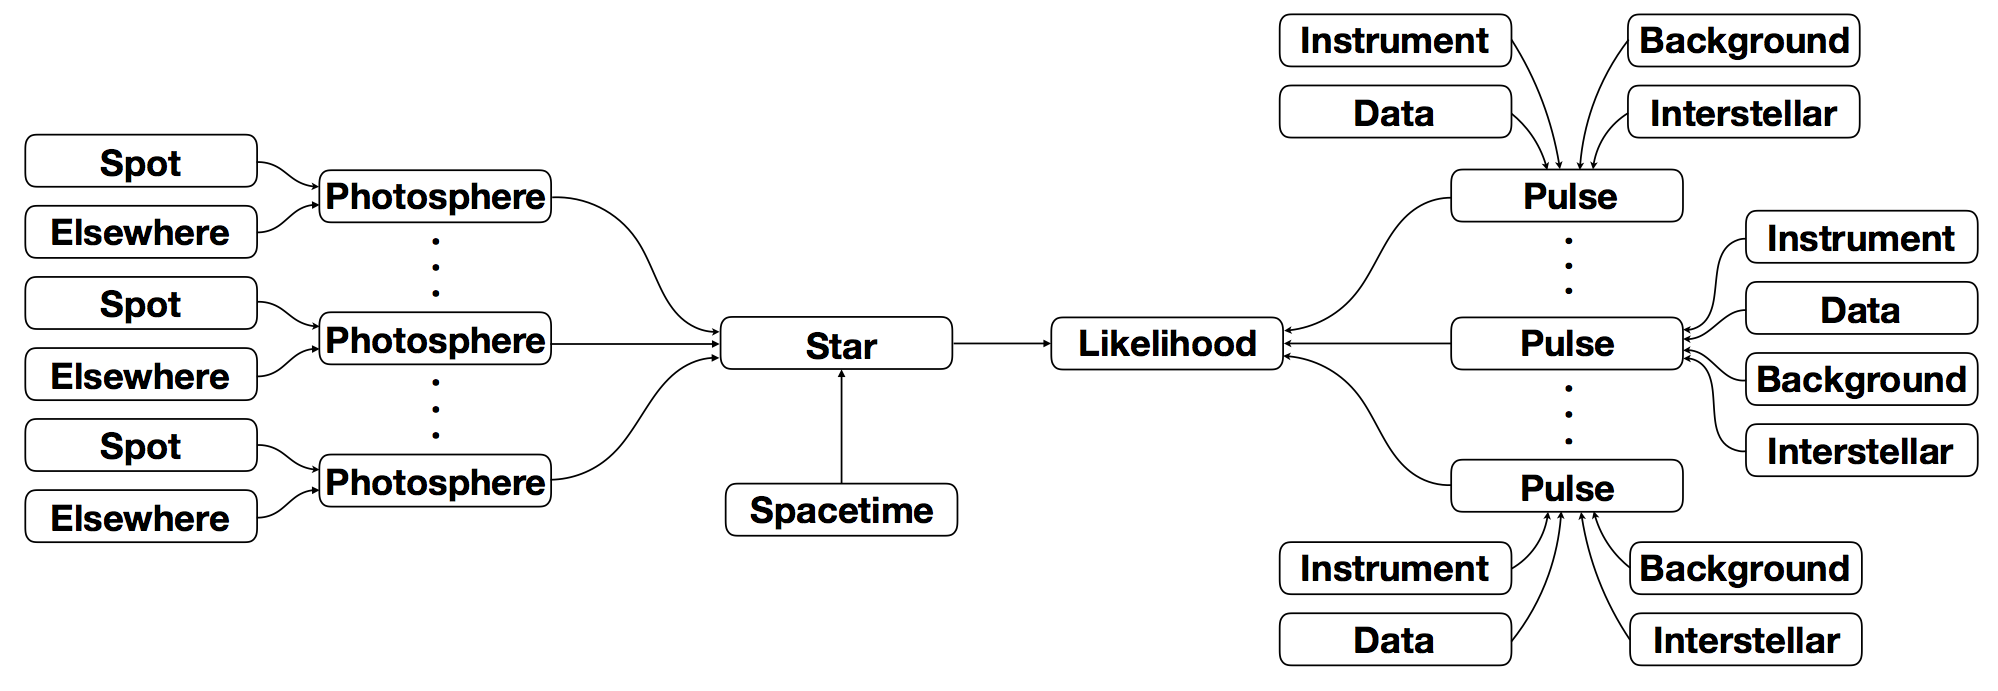 Spot
Elsewhere
Spot
Elsewhere
Spot
Elsewhere
Photosphere
Photosphere
Photosphere
Star
Spacetime
Likelihood
Instrument
Data
Background
Interstellar
Pulse
Pulse
Instrument
Data
Background
Interstellar
Pulse
Instrument
Data
Background
Interstellar